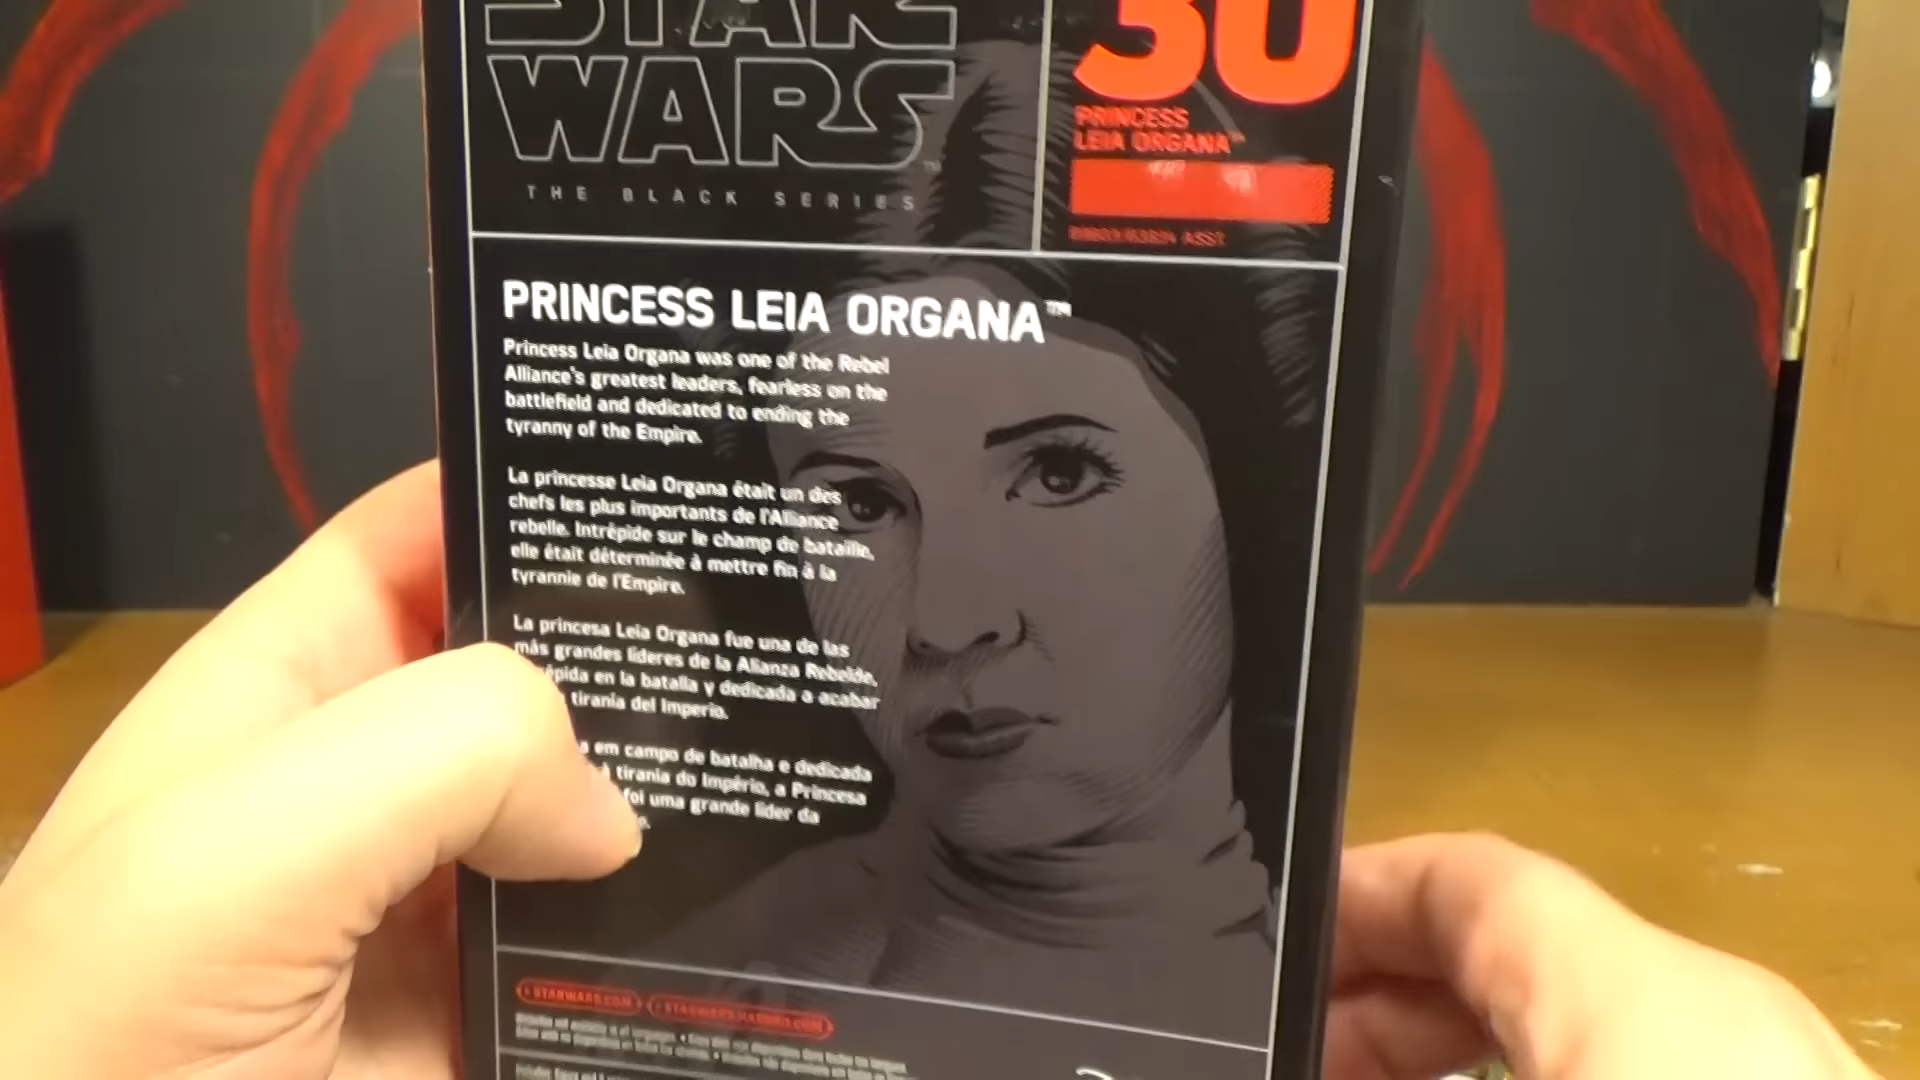 STAR
WARS
THE BLACK SERIES
30
PRINCESS
LEIA ORGANA™
ASST.
PRINCESS LEIA ORGANA™
Princess Leia Organa was one of the Rebel
Alliance's greatest leaders, fearless on the
battlefield and dedicated to ending the
tyranny of the Empire.
La princesse Leia Organa était un des
chefs les plus importants de l'Alliance
rebelle. Intrépide sur le champ de bataille,
elle était déterminée à mettre fin à la
tyrannie de l'Empire.
La princesa Leia Organa fue una de las
más grandes líderes de la Alianza Rebelde,
épida en la batalla y dedicada a acabar
tiranía del Imperio.
a em campo de batalha e dedicada
à tirania do Império, a Princesa
foi uma grande líder da
STARWARS.COM STARWARS.HASBRO.COM